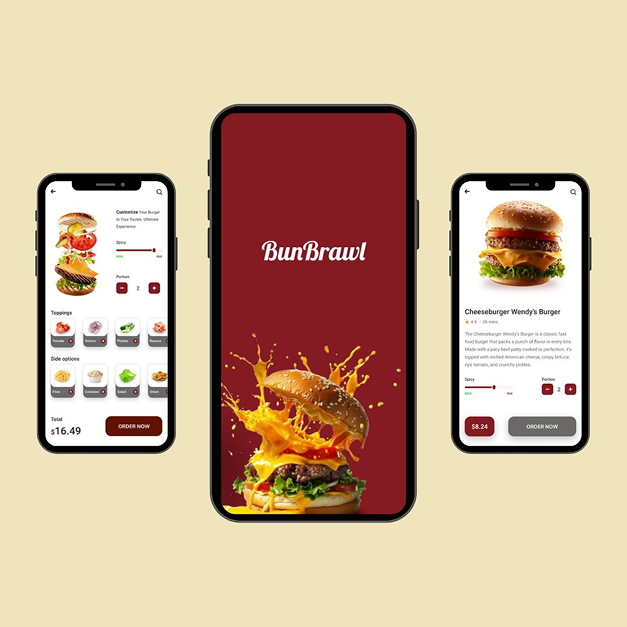 Customize Your Burger
to Your Tastes. Ultimate
Experience
Spicy
Mild
Hot
Portion
2
Toppings
Tomato
Onions
Pickles
Bacons
Side options
Fries
Coleslaw
Salad
Onion
Total
$16.49
ORDER NOW
BunBrawl
Cheeseburger Wendy's Burger
4.9 - 26 mins
The Cheeseburger Wendy's Burger is a classic fast
food burger that packs a punch of flavor in every bite.
Made with a juicy beef patty cooked to perfection, it's
topped with melted American cheese, crispy lettuce,
ripe tomato, and crunchy pickles.
Spicy
Portion
Mild
Hot
2
$8.24
ORDER NOW